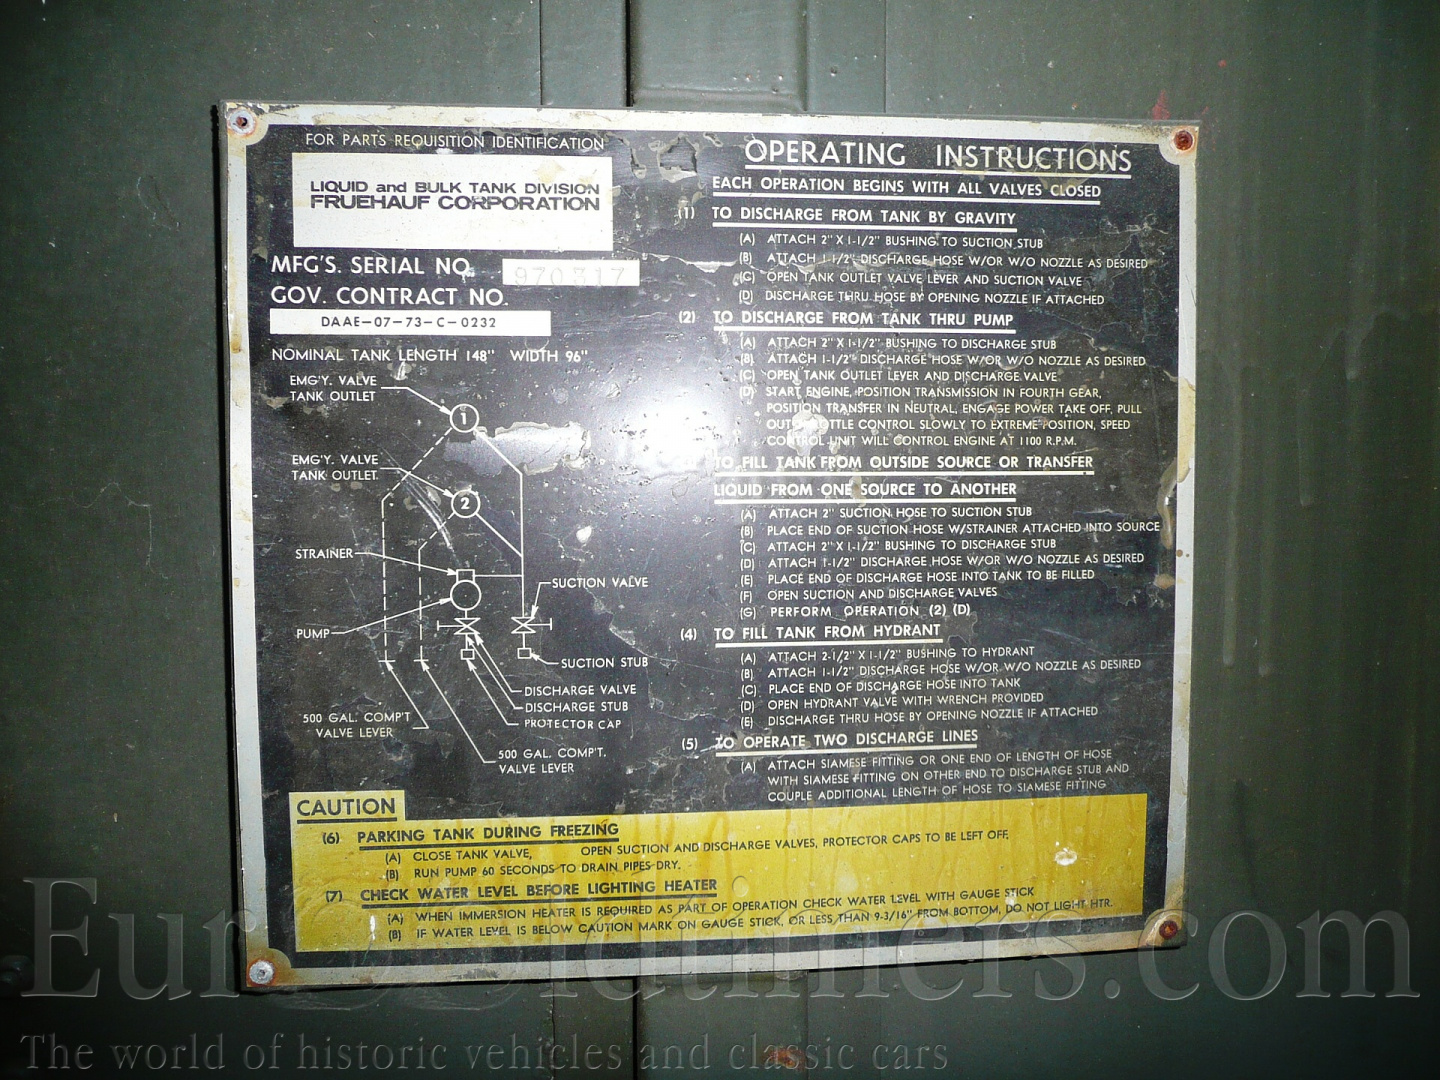 FOR PARTS REQUISITION IDENTIFICATION
LIQUID and BULK TANK DIVISION
FRUEHAUF CORPORATION
MFG'S. SERIAL NO. 970317
GOV. CONTRACT NO.
DAAE-07-73-C-0232
NOMINAL TANK LENGTH 148" WIDTH 96"
EMG'Y. VALVE
TANK OUTLET
1
EMG'Y. VALVE
TANK OUTLET
2
STRAINER
SUCTION VALVE
PUMP
SUCTION STUB
DISCHARGE VALVE
DISCHARGE STUB
PROTECTOR CAP
500 GAL. COMP'T
VALVE LEVER
500 GAL. COMP'T.
VALVE LEVER
OPERATING INSTRUCTIONS
EACH OPERATION BEGINS WITH ALL VALVES CLOSED
(1) TO DISCHARGE FROM TANK BY GRAVITY
(A) ATTACH 2" X 1-1/2" BUSHING TO SUCTION STUB
(B) ATTACH 1-1/2" DISCHARGE HOSE W/OR W/O NOZZLE AS DESIRED
(C) OPEN TANK OUTLET VALVE LEVER AND SUCTION VALVE
(D) DISCHARGE THRU HOSE BY OPENING NOZZLE IF ATTACHED
(2) TO DISCHARGE FROM TANK THRU PUMP
(A) ATTACH 2" X 1-1/2" BUSHING TO DISCHARGE STUB
(B) ATTACH 1-1/2" DISCHARGE HOSE W/OR W/O NOZZLE AS DESIRED
(C) OPEN TANK OUTLET LEVER AND DISCHARGE VALVE
(D) START ENGINE, POSITION TRANSMISSION IN FOURTH GEAR,
POSITION TRANSFER IN NEUTRAL, ENGAGE POWER TAKE OFF, PULL
OUT THROTTLE CONTROL SLOWLY TO EXTREME POSITION, SPEED
CONTROL UNIT WILL CONTROL ENGINE AT 1100 R.P.M.
TO FILL TANK FROM OUTSIDE SOURCE OR TRANSFER
LIQUID FROM ONE SOURCE TO ANOTHER
(A) ATTACH 2" SUCTION HOSE TO SUCTION STUB
(B) PLACE END OF SUCTION HOSE W/STRAINER ATTACHED INTO SOURCE
(C) ATTACH 2" X 1-1/2" BUSHING TO DISCHARGE STUB
(D) ATTACH 1-1/2" DISCHARGE HOSE W/OR W/O NOZZLE AS DESIRED
(E) PLACE END OF DISCHARGE HOSE INTO TANK TO BE FILLED
(F) OPEN SUCTION AND DISCHARGE VALVES
(G) PERFORM OPERATION (2) (D)
(4) TO FILL TANK FROM HYDRANT
(A) ATTACH 2-1/2" X 1-1/2" BUSHING TO HYDRANT
(B) ATTACH 1-1/2" DISCHARGE HOSE W/OR W/O NOZZLE AS DESIRED
(C) PLACE END OF DISCHARGE HOSE INTO TANK
(D) OPEN HYDRANT VALVE WITH WRENCH PROVIDED
(E) DISCHARGE THRU HOSE BY OPENING NOZZLE IF ATTACHED
(5) TO OPERATE TWO DISCHARGE LINES
(A) ATTACH SIAMESE FITTING OR ONE END OF LENGTH OF HOSE
WITH SIAMESE FITTING ON OTHER END TO DISCHARGE STUB AND
COUPLE ADDITIONAL LENGTH OF HOSE TO SIAMESE FITTING
CAUTION
(6) PARKING TANK DURING FREEZING
(A) CLOSE TANK VALVE, OPEN SUCTION AND DISCHARGE VALVES, PROTECTOR CAPS TO BE LEFT OFF.
(B) RUN PUMP 60 SECONDS TO DRAIN PIPES DRY.
(7) CHECK WATER LEVEL BEFORE LIGHTING HEATER
(A) WHEN IMMERSION HEATER IS REQUIRED AS PART OF OPERATION CHECK WATER LEVEL WITH GAUGE STICK
(B) IF WATER LEVEL IS BELOW CAUTION MARK ON GAUGE STICK, OR LESS THAN 9-3/16" FROM BOTTOM, DO NOT LIGHT HTR.
EuroOldtimers.com
The world of historic vehicles and classic cars